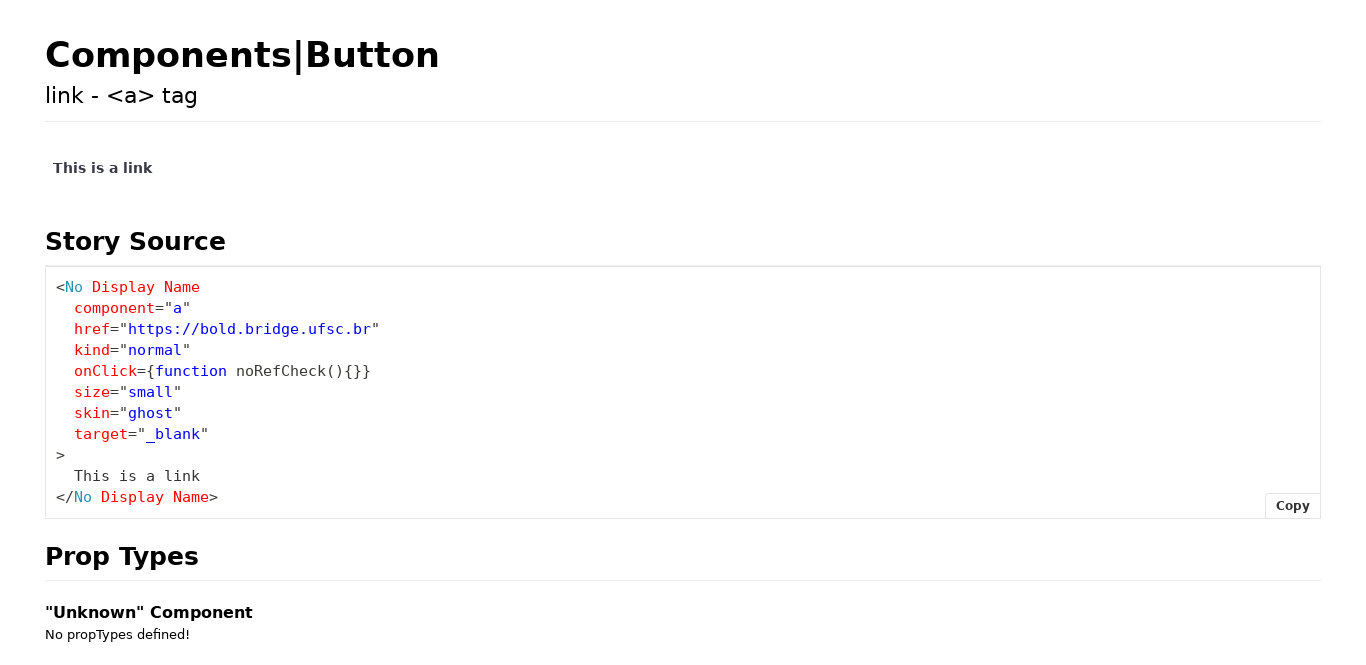 Components|Button
link - <a> tag
This is a link
Story Source
<No Display Name
  component="a"
  href="https://bold.bridge.ufsc.br"
  kind="normal"
  onClick={function noRefCheck(){}}
  size="small"
  skin="ghost"
  target="_blank"
>
  This is a link
</No Display Name>
Copy
Prop Types
"Unknown" Component
No propTypes defined!